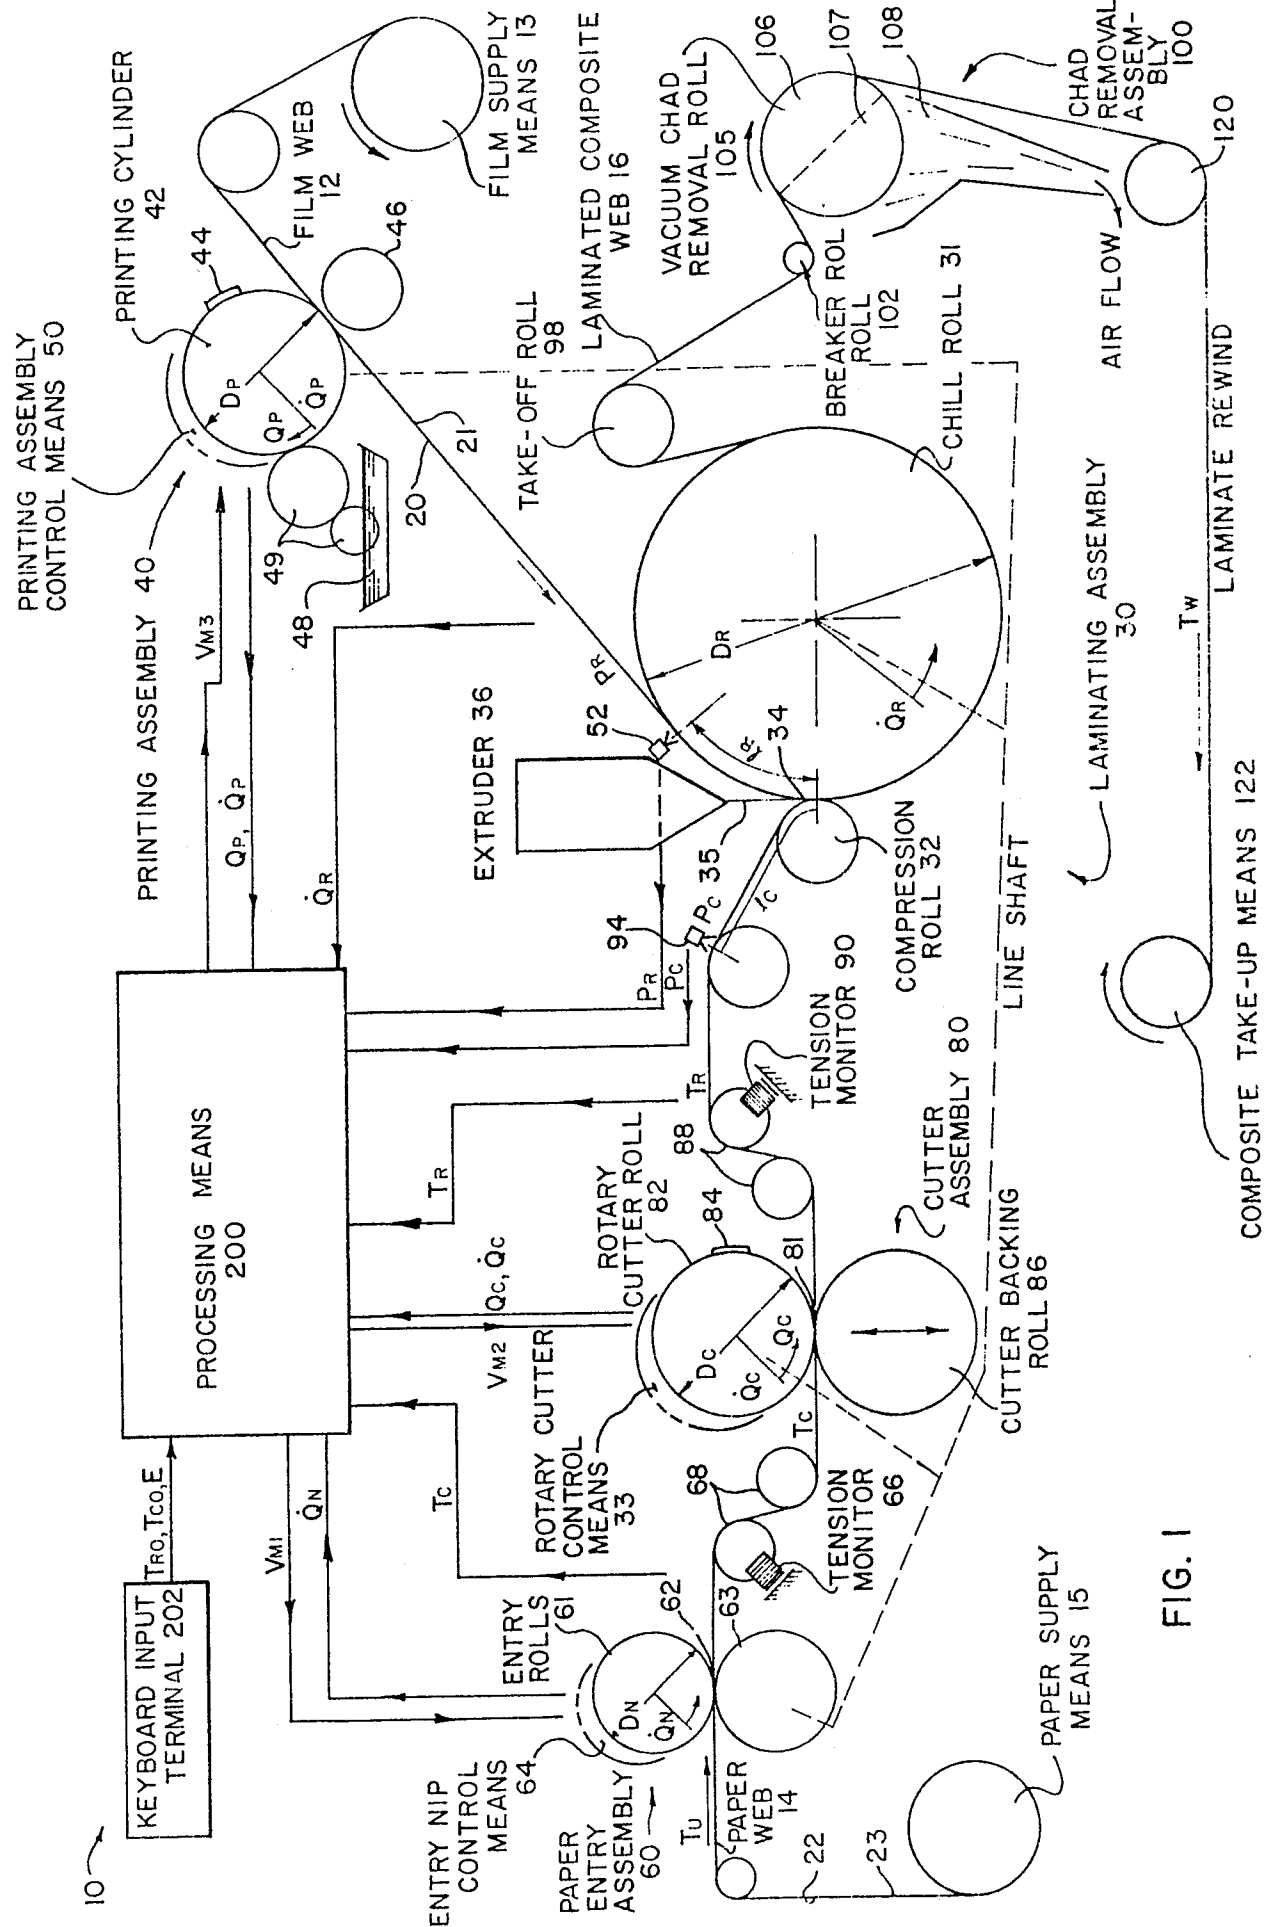 10
KEYBOARD INPUT
TERMINAL 202
TRO, TCO, E
PROCESSING MEANS
200
VM1
Q̇N
TC
VM2
QC, Q̇C
TR
PR
PC
Q̇R
QP, Q̇P
VM3
PRINTING ASSEMBLY 40
PRINTING ASSEMBLY
CONTROL MEANS 50
PRINTING CYLINDER
42
44
DP
QP
Q̇P
46
49
48
20
21
FILM WEB
12
FILM SUPPLY
MEANS 13
ENTRY NIP
CONTROL
MEANS
64
PAPER
ENTRY
ASSEMBLY
60
ENTRY
ROLLS
61
DN
Q̇N
62
63
TU
PAPER
WEB
14
22
23
PAPER SUPPLY
MEANS 15
ROTARY CUTTER
CONTROL
MEANS
33
68
TENSION
MONITOR
66
TC
ROTARY
CUTTER ROLL
82
84
81
DC
Q̇C
QC
CUTTER BACKING
ROLL 86
CUTTER
ASSEMBLY 80
88
TR
TENSION
MONITOR 90
94
PC
lC
35
EXTRUDER 36
52
PR
lR
34
COMPRESSION
ROLL 32
LINE SHAFT
DR
Q̇R
CHILL ROLL 31
TAKE-OFF ROLL
98
LAMINATED COMPOSITE
WEB 16
BREAKER ROL
ROLL
102
VACUUM CHAD
REMOVAL ROLL
105
106
107
108
CHAD
REMOVAL
ASSEM-
BLY
100
AIR FLOW
120
LAMINATING ASSEMBLY
30
TW
LAMINATE REWIND
COMPOSITE TAKE-UP MEANS 122
FIG. 1